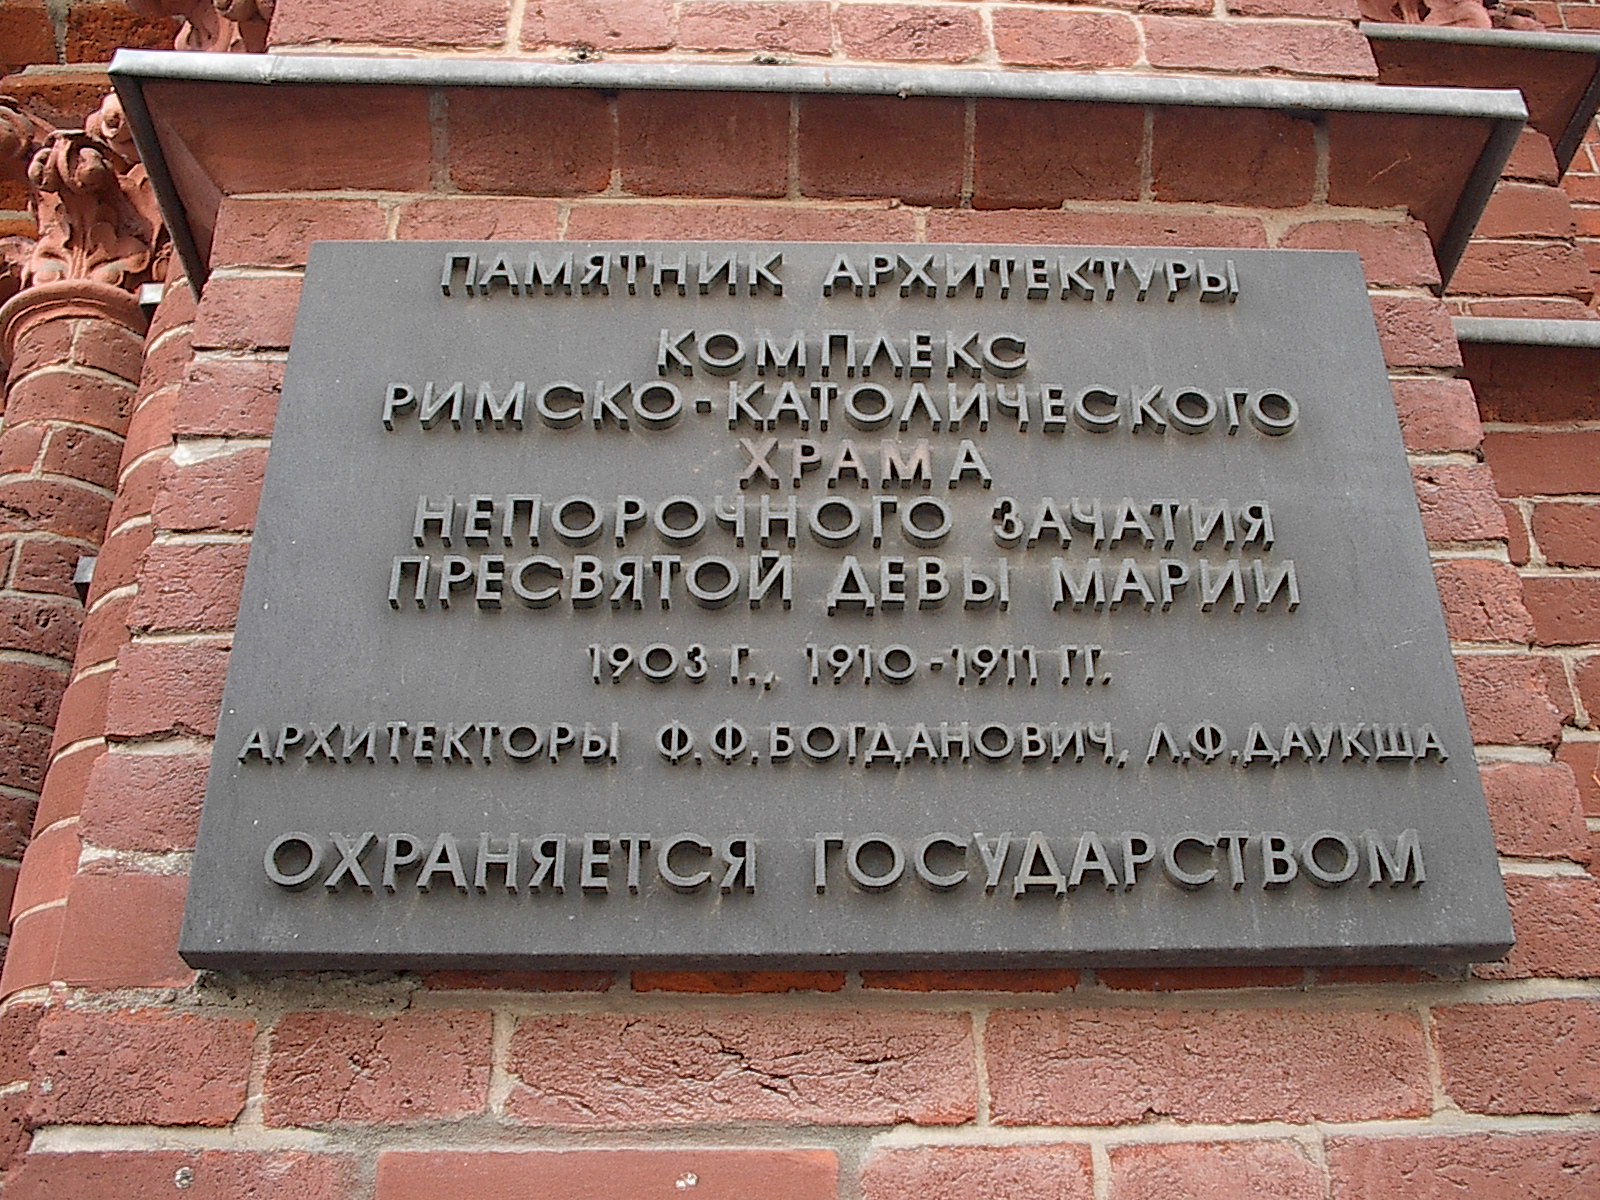 ПАМЯТНИК АРХИТЕКТУРЫ
КОМПЛЕКС
РИМСКО-КАТОЛИЧЕСКОГО
ХРАМА
НЕПОРОЧНОГО ЗАЧАТИЯ
ПРЕСВЯТОЙ ДЕВЫ МАРИИ
1903 Г., 1910-1911 ГГ.
АРХИТЕКТОРЫ Ф.Ф.БОГДАНОВИЧ, Л.Ф.ДАУКША
ОХРАНЯЕТСЯ ГОСУДАРСТВОМ